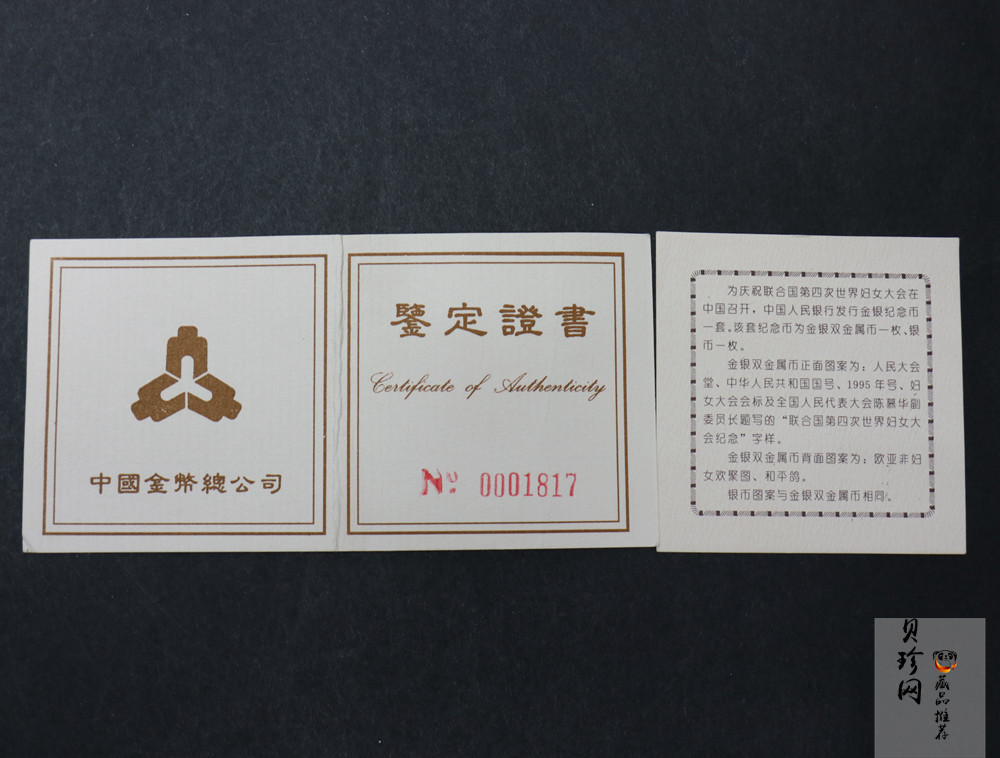 中國金幣總公司
鑒定證書
Certificate of Authenticity
Nº 0001817
为庆祝联合国第四次世界妇女大会在
中国召开，中国人民银行发行金银纪念币
一套。该套纪念币为金银双金属币一枚、银
币一枚。
金银双金属币正面图案为：人民大会
堂、中华人民共和国国号、1995年号、妇
女大会会标及全国人民代表大会陈慕华副
委员长题写的“联合国第四次世界妇女大
会纪念”字样。
金银双金属币背面图案为：欧亚非妇
女欢聚图、和平鸽。
银币图案与金银双金属币相同。
贝珍网
藏品推荐